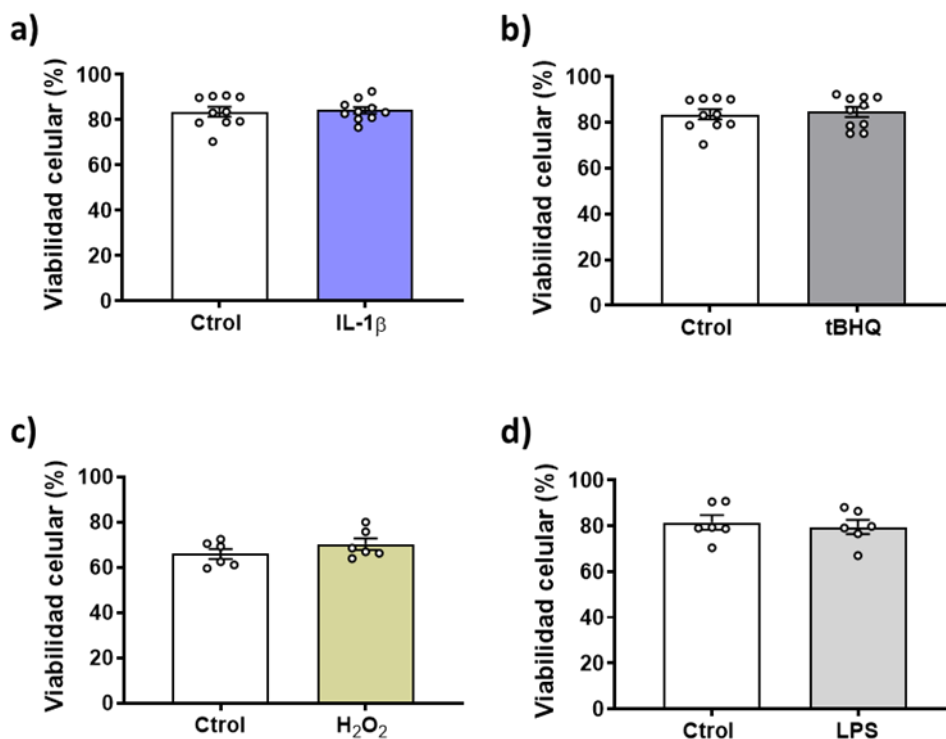 a)
Viabilidad celular (%)
100
80
60
40
20
0
Ctrol
IL-1β
b)
Viabilidad celular (%)
100
80
60
40
20
0
Ctrol
tBHQ
c)
Viabilidad celular (%)
100
80
60
40
20
0
Ctrol
H₂O₂
d)
Viabilidad celular (%)
100
80
60
40
20
0
Ctrol
LPS